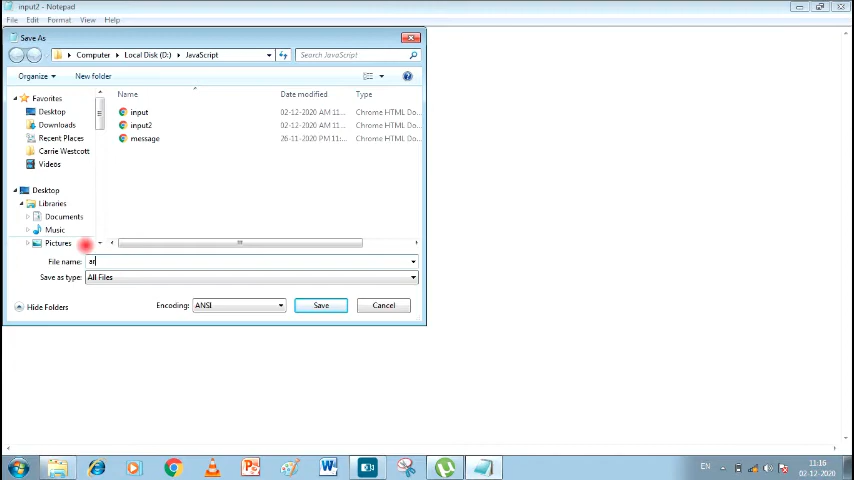 input2 - Notepad
File Edit Format View Help
Save As
Computer Local Disk (D:) JavaScript
Search JavaScript
Organize New folder
Name Date modified Type
Favorites
Desktop
Downloads
Recent Places
Carrie Westcott
Videos
Desktop
Libraries
Documents
Music
Pictures
input 02-12-2020 AM 11... Chrome HTML Do...
input2 02-12-2020 AM 11... Chrome HTML Do...
message 26-11-2020 PM 11:... Chrome HTML Do...
File name: ar
Save as type: All Files
Hide Folders Encoding: ANSI Save Cancel
EN 11:16
02-12-2020